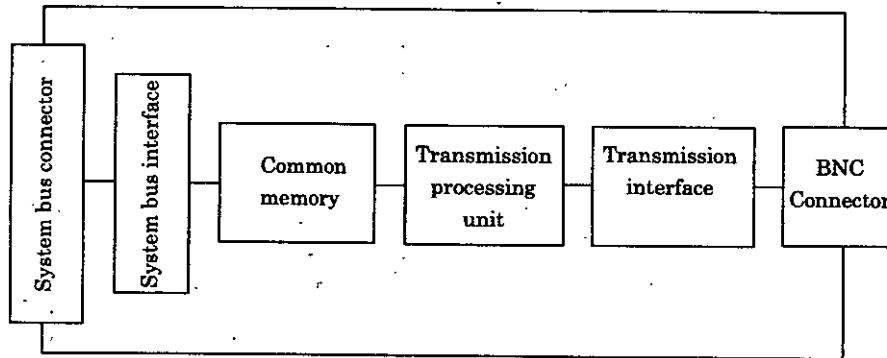 System bus connector
System bus interface
Common
memory
Transmission
processing
unit
Transmission
interface
BNC
Connector